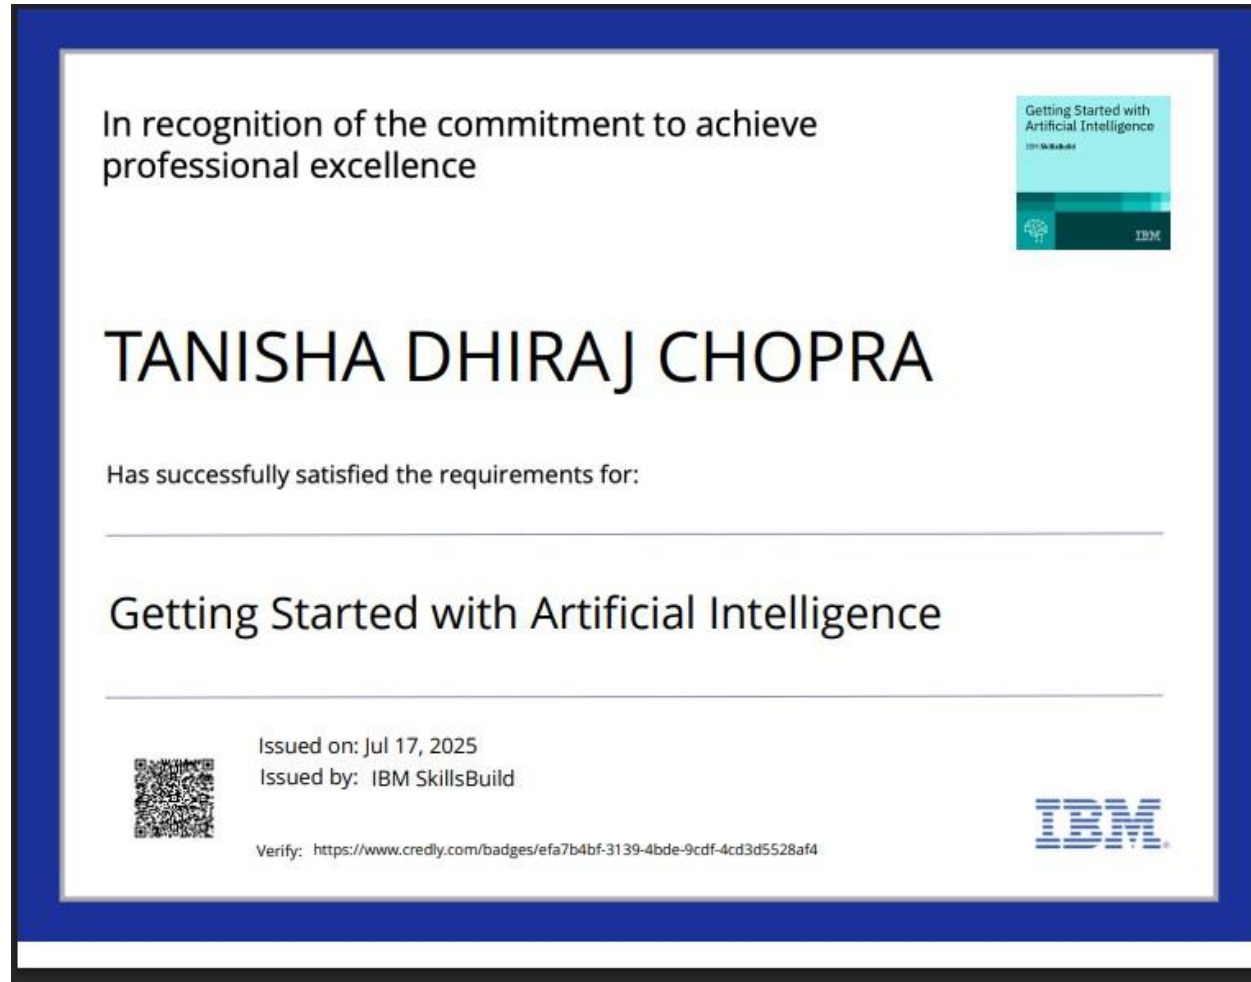 In recognition of the commitment to achieve
professional excellence
Getting Started with
Artificial Intelligence
IBM SkillsBuild
IBM
TANISHA DHIRAJ CHOPRA
Has successfully satisfied the requirements for:
Getting Started with Artificial Intelligence
Issued on: Jul 17, 2025
Issued by: IBM SkillsBuild
Verify: https://www.credly.com/badges/efa7b4bf-3139-4bde-9cdf-4cd3d5528af4
IBM®